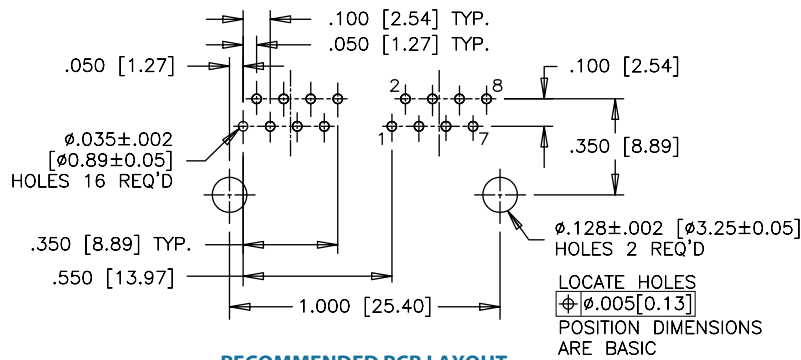 .100 [2.54] TYP.
.050 [1.27] TYP.
.050 [1.27]
.100 [2.54]
2
8
ø.035±.002
[ø0.89±0.05]
HOLES 16 REQ'D
1
7
.350 [8.89]
ø.128±.002 [ø3.25±0.05]
HOLES 2 REQ'D
.350 [8.89] TYP.
.550 [13.97]
LOCATE HOLES
⌖ ø.005[0.13]
POSITION DIMENSIONS
ARE BASIC
1.000 [25.40]
RECOMMENDED PCB LAYOUT